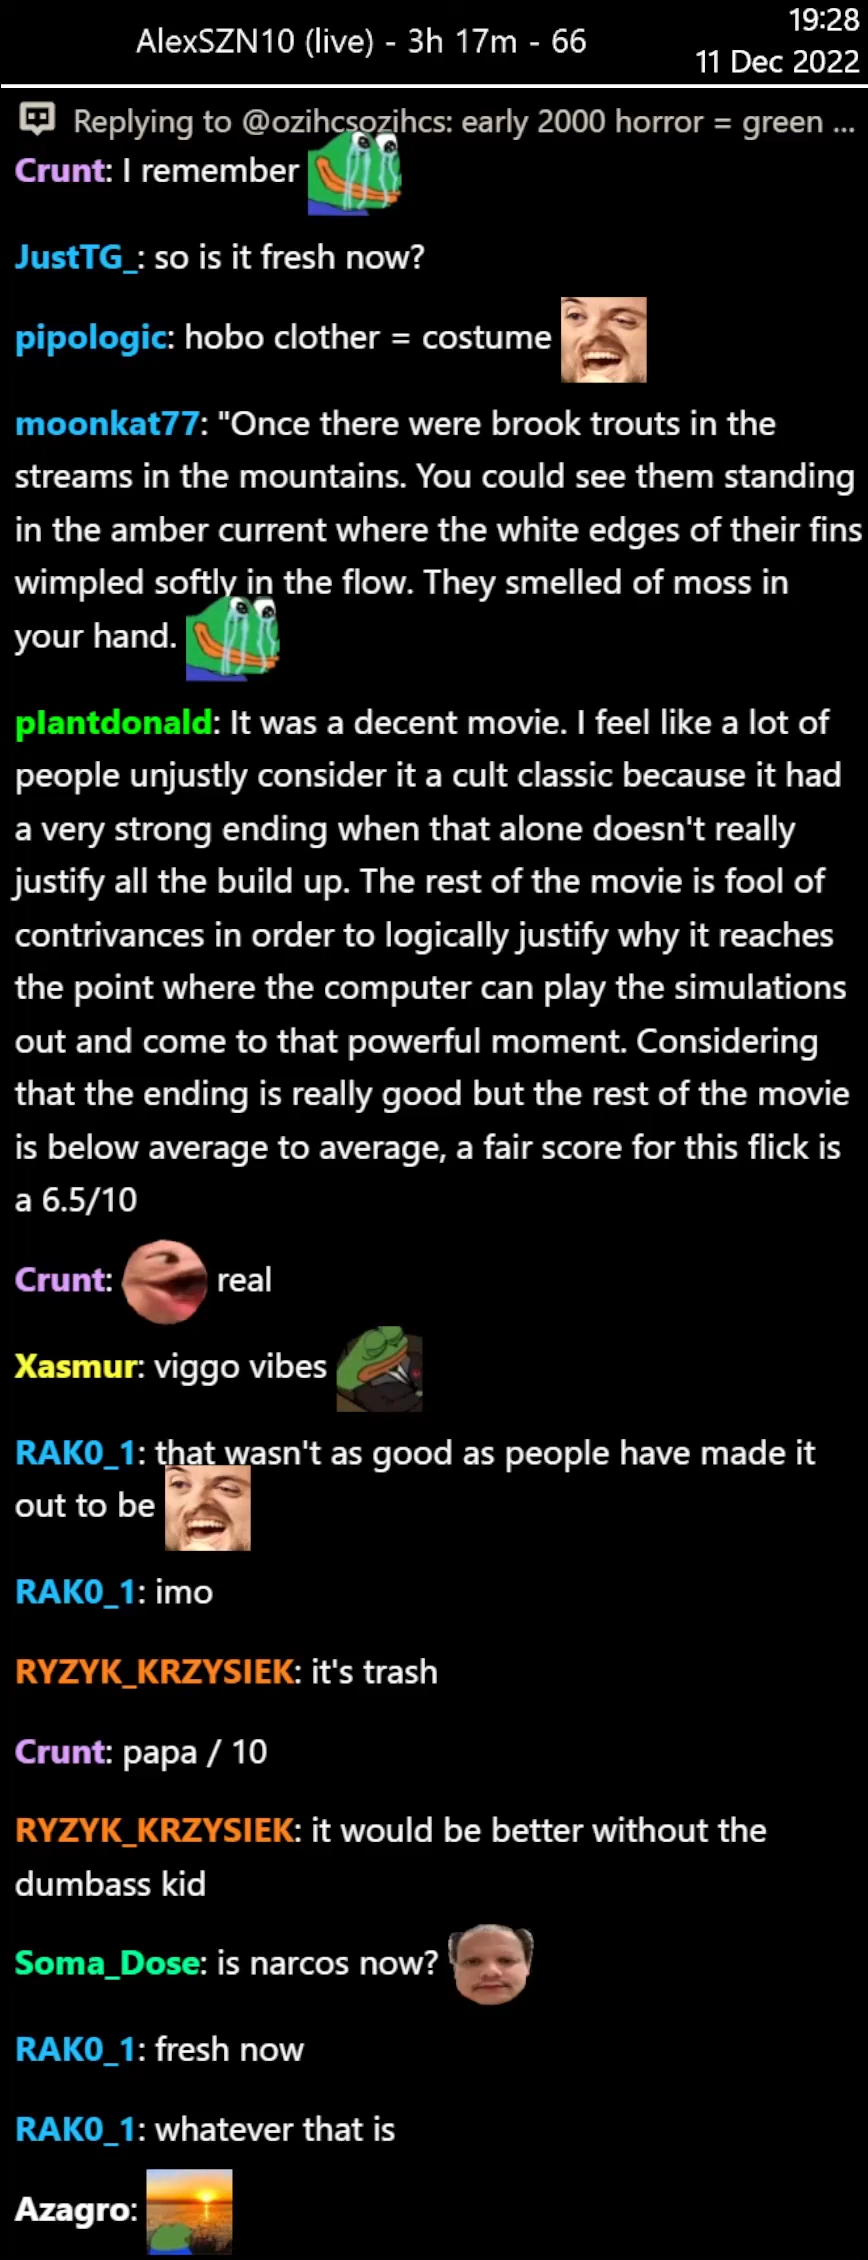 19:28
AlexSZN10 (live) - 3h 17m - 66
11 Dec 2022
Replying to @ozihcsozihcs: early 2000 horror = green ...
Crunt: I remember
JustTG_: so is it fresh now?
pipologic: hobo clother = costume
moonkat77: "Once there were brook trouts in the
streams in the mountains. You could see them standing
in the amber current where the white edges of their fins
wimpled softly in the flow. They smelled of moss in
your hand.
plantdonald: It was a decent movie. I feel like a lot of
people unjustly consider it a cult classic because it had
a very strong ending when that alone doesn't really
justify all the build up. The rest of the movie is fool of
contrivances in order to logically justify why it reaches
the point where the computer can play the simulations
out and come to that powerful moment. Considering
that the ending is really good but the rest of the movie
is below average to average, a fair score for this flick is
a 6.5/10
Crunt: real
Xasmur: viggo vibes
RAK0_1: that wasn't as good as people have made it
out to be
RAK0_1: imo
RYZYK_KRZYSIEK: it's trash
Crunt: papa / 10
RYZYK_KRZYSIEK: it would be better without the
dumbass kid
Soma_Dose: is narcos now?
RAK0_1: fresh now
RAK0_1: whatever that is
Azagro: